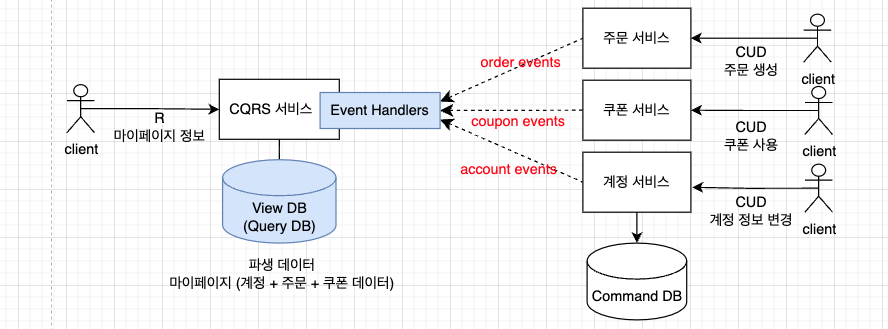 client
R
마이페이지 정보
CQRS 서비스
Event Handlers
View DB
(Query DB)
파생 데이터
마이페이지 (계정 + 주문 + 쿠폰 데이터)
order events
coupon events
account events
주문 서비스
CUD
주문 생성
client
쿠폰 서비스
CUD
쿠폰 사용
client
계정 서비스
CUD
계정 정보 변경
client
Command DB